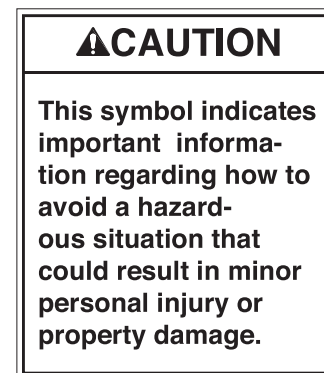 ⚠CAUTION
This symbol indicates
important informa-
tion regarding how to
avoid a hazard-
ous situation that
could result in minor
personal injury or
property damage.